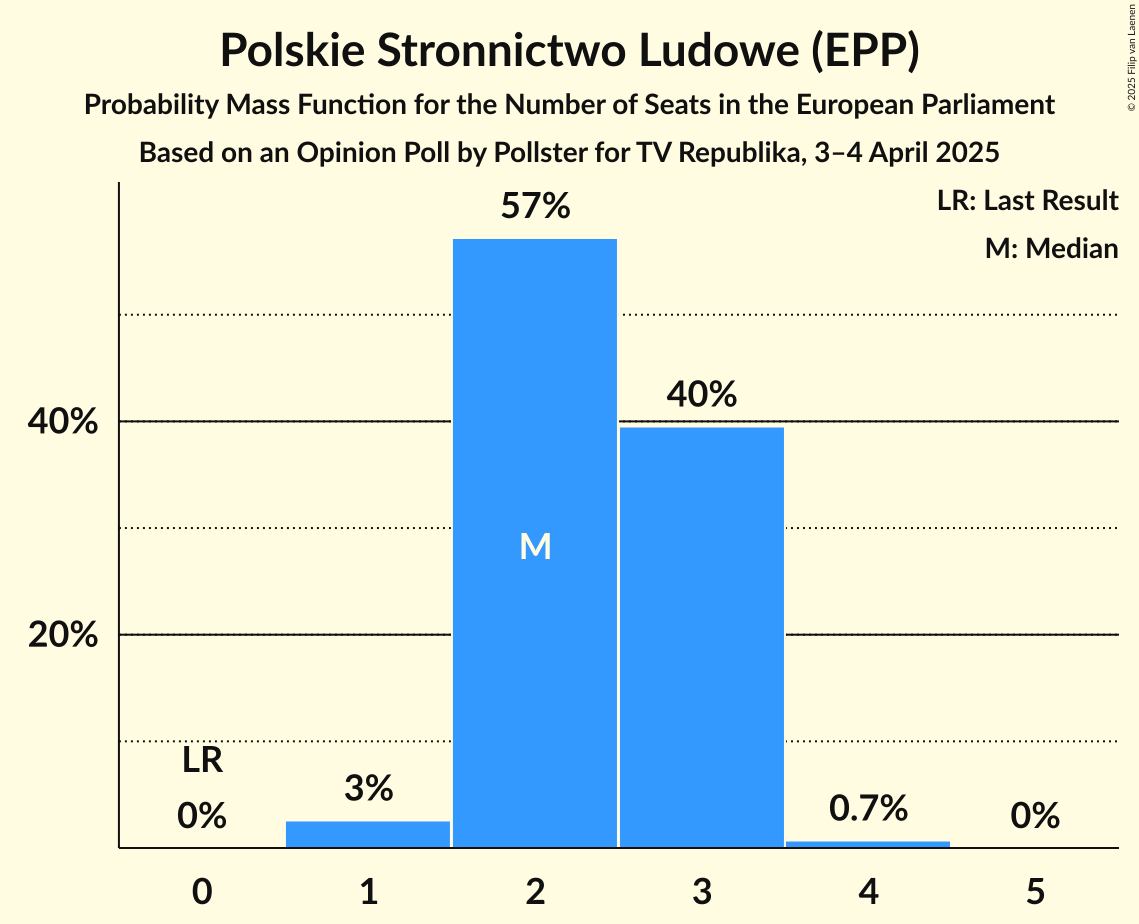 Polskie Stronnictwo Ludowe (EPP)
Probability Mass Function for the Number of Seats in the European Parliament
Based on an Opinion Poll by Pollster for TV Republika, 3–4 April 2025
© 2025 Filip van Laenen
LR: Last Result
M: Median
57%
40%
40%
M
20%
LR
0%
3%
0.7%
0%
0
1
2
3
4
5